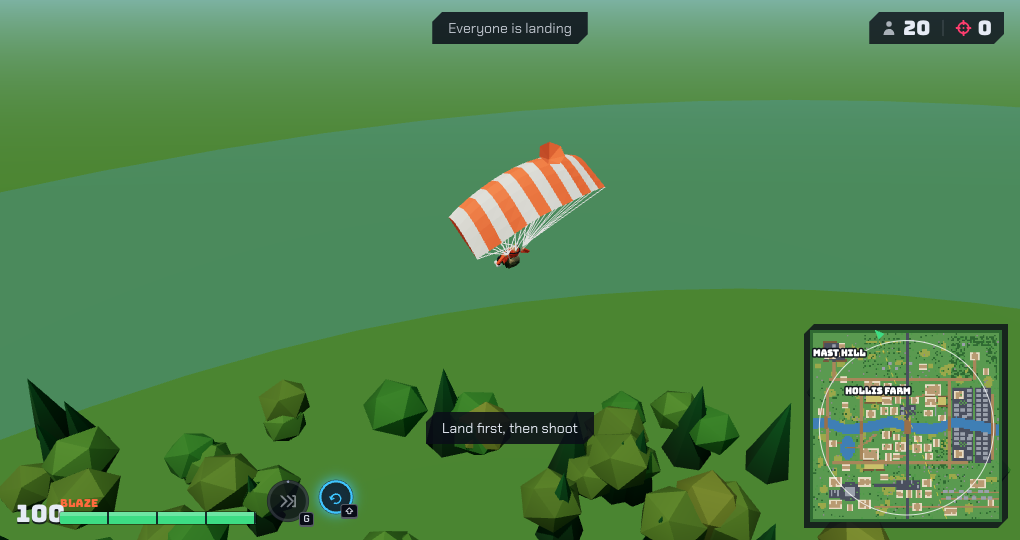 Everyone is landing
20
0
MAST HILL
HOLLIS FARM
Land first, then shoot
BLAZE
100
G